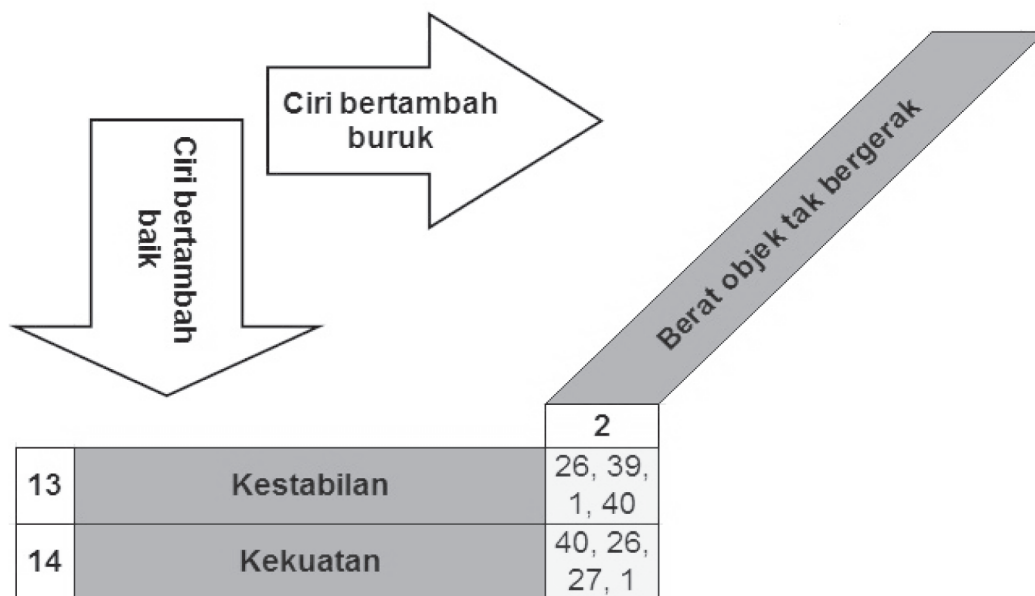 Ciri bertambah
buruk
Ciri bertambah
baik
Berat objek tak bergerak
2
13 Kestabilan 26, 39,
1, 40
14 Kekuatan 40, 26,
27, 1